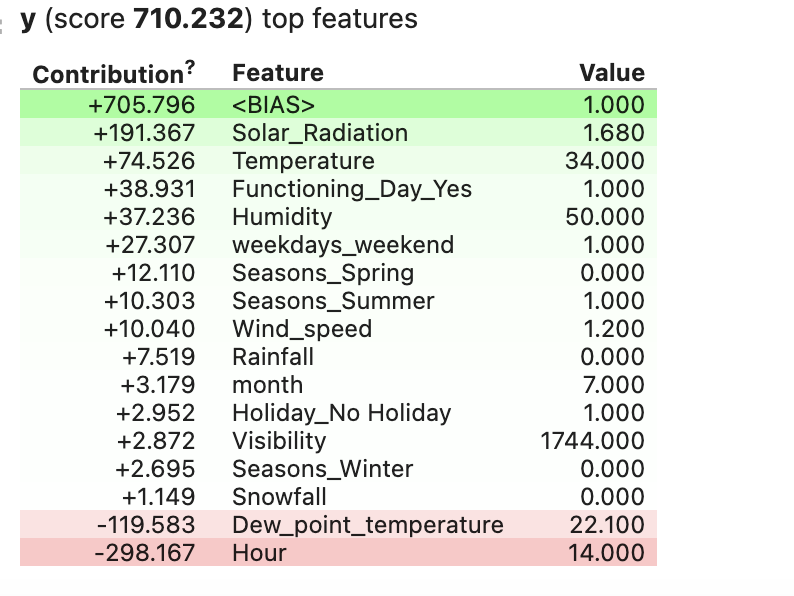 y (score 710.232) top features
Contribution? Feature Value
+705.796 <BIAS> 1.000
+191.367 Solar_Radiation 1.680
+74.526 Temperature 34.000
+38.931 Functioning_Day_Yes 1.000
+37.236 Humidity 50.000
+27.307 weekdays_weekend 1.000
+12.110 Seasons_Spring 0.000
+10.303 Seasons_Summer 1.000
+10.040 Wind_speed 1.200
+7.519 Rainfall 0.000
+3.179 month 7.000
+2.952 Holiday_No Holiday 1.000
+2.872 Visibility 1744.000
+2.695 Seasons_Winter 0.000
+1.149 Snowfall 0.000
-119.583 Dew_point_temperature 22.100
-298.167 Hour 14.000